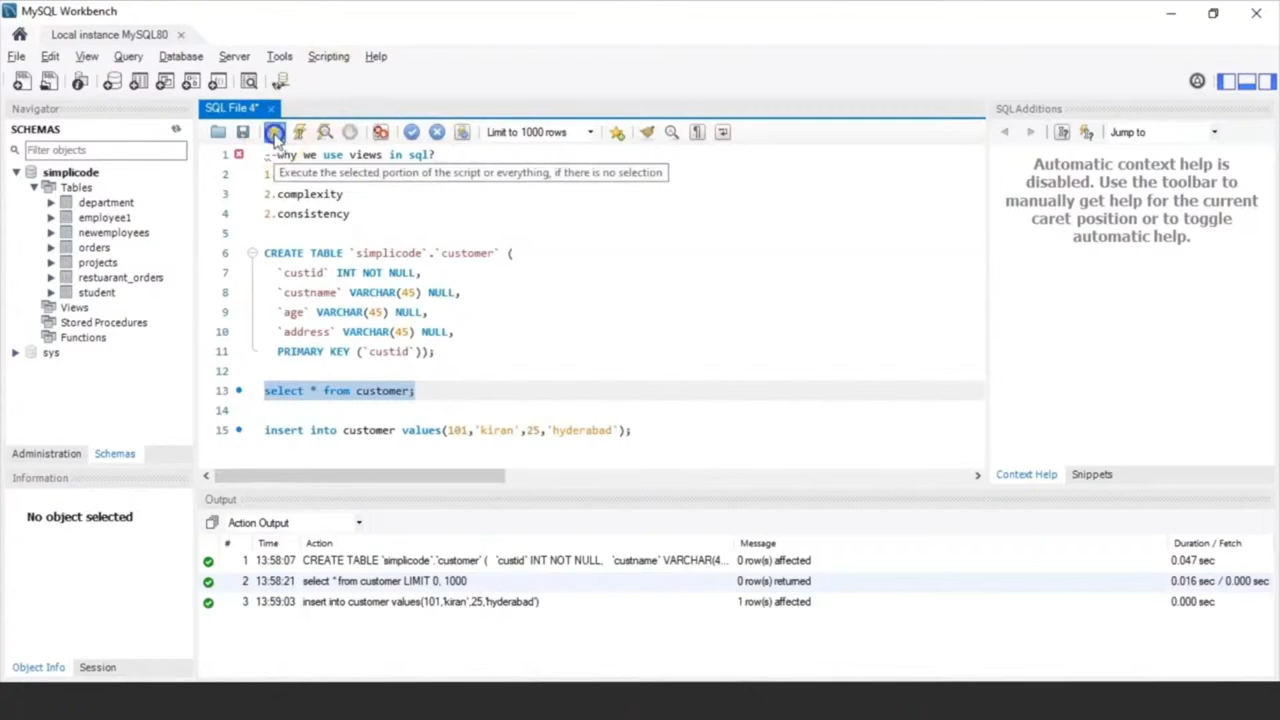 MySQL Workbench
Local instance MySQL80
File Edit View Query Database Server Tools Scripting Help
Navigator
SCHEMAS
Filter objects
simplicode
Tables
department
employee1
newemployees
orders
projects
restuarant_orders
student
Views
Stored Procedures
Functions
sys
Administration Schemas
Information
No object selected
Object Info Session
SQL File 4*
Limit to 1000 rows
1 --why we use views in sql?
Execute the selected portion of the script or everything, if there is no selection
2 1.
3 2.complexity
4 2.consistency
5
6 CREATE TABLE `simplicode`.`customer` (
7 `custid` INT NOT NULL,
8 `custname` VARCHAR(45) NULL,
9 `age` VARCHAR(45) NULL,
10 `address` VARCHAR(45) NULL,
11 PRIMARY KEY (`custid`));
12
13 select * from customer;
14
15 insert into customer values(101,'kiran',25,'hyderabad');
SQLAdditions
Jump to
Automatic context help is
disabled. Use the toolbar to
manually get help for the current
caret position or to toggle
automatic help.
Context Help Snippets
Output
Action Output
# Time Action Message Duration / Fetch
1 13:58:07 CREATE TABLE `simplicode`.`customer` ( `custid` INT NOT NULL, `custname` VARCHAR(4... 0 row(s) affected 0.047 sec
2 13:58:21 select * from customer LIMIT 0, 1000 0 row(s) returned 0.016 sec / 0.000 sec
3 13:59:03 insert into customer values(101,'kiran',25,'hyderabad') 1 row(s) affected 0.000 sec